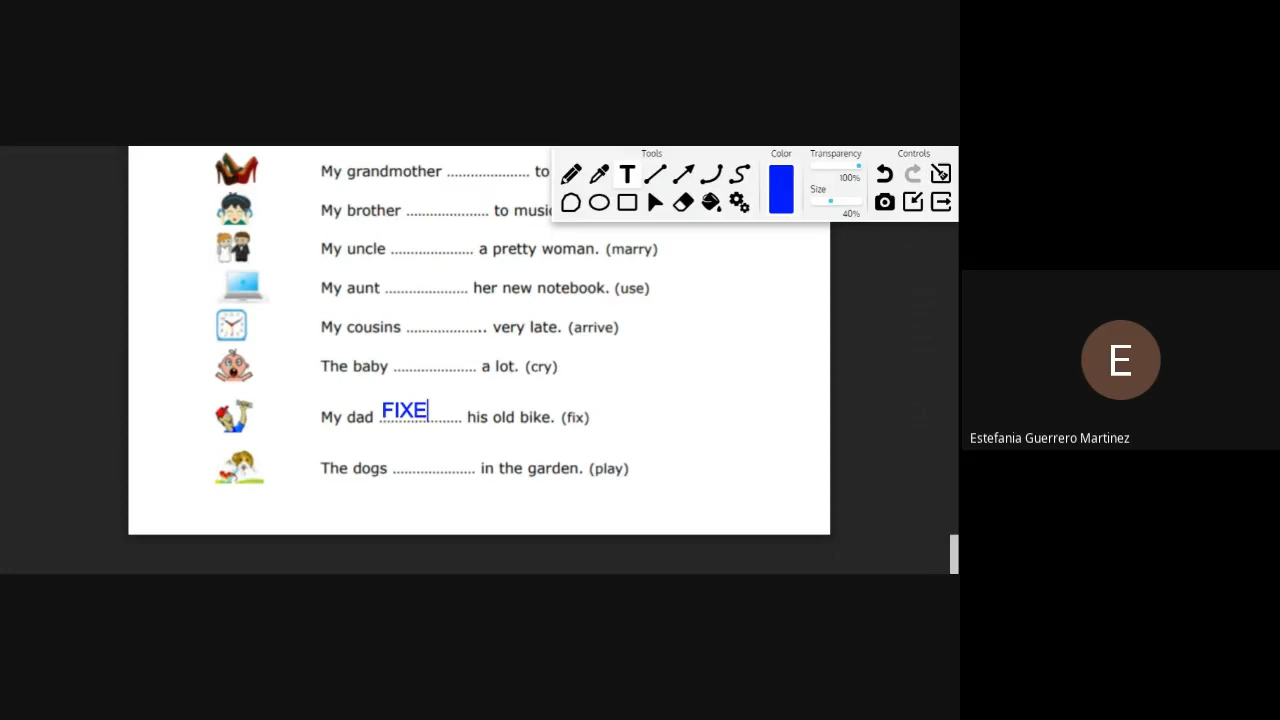 Tools
Color
Transparency
Controls
100%
Size
40%
T
My grandmother ..................... to
My brother ..................... to music
My uncle ..................... a pretty woman. (marry)
My aunt ..................... her new notebook. (use)
My cousins ..................... very late. (arrive)
The baby ..................... a lot. (cry)
My dad FIXE..................... his old bike. (fix)
The dogs ..................... in the garden. (play)
E
Estefania Guerrero Martinez